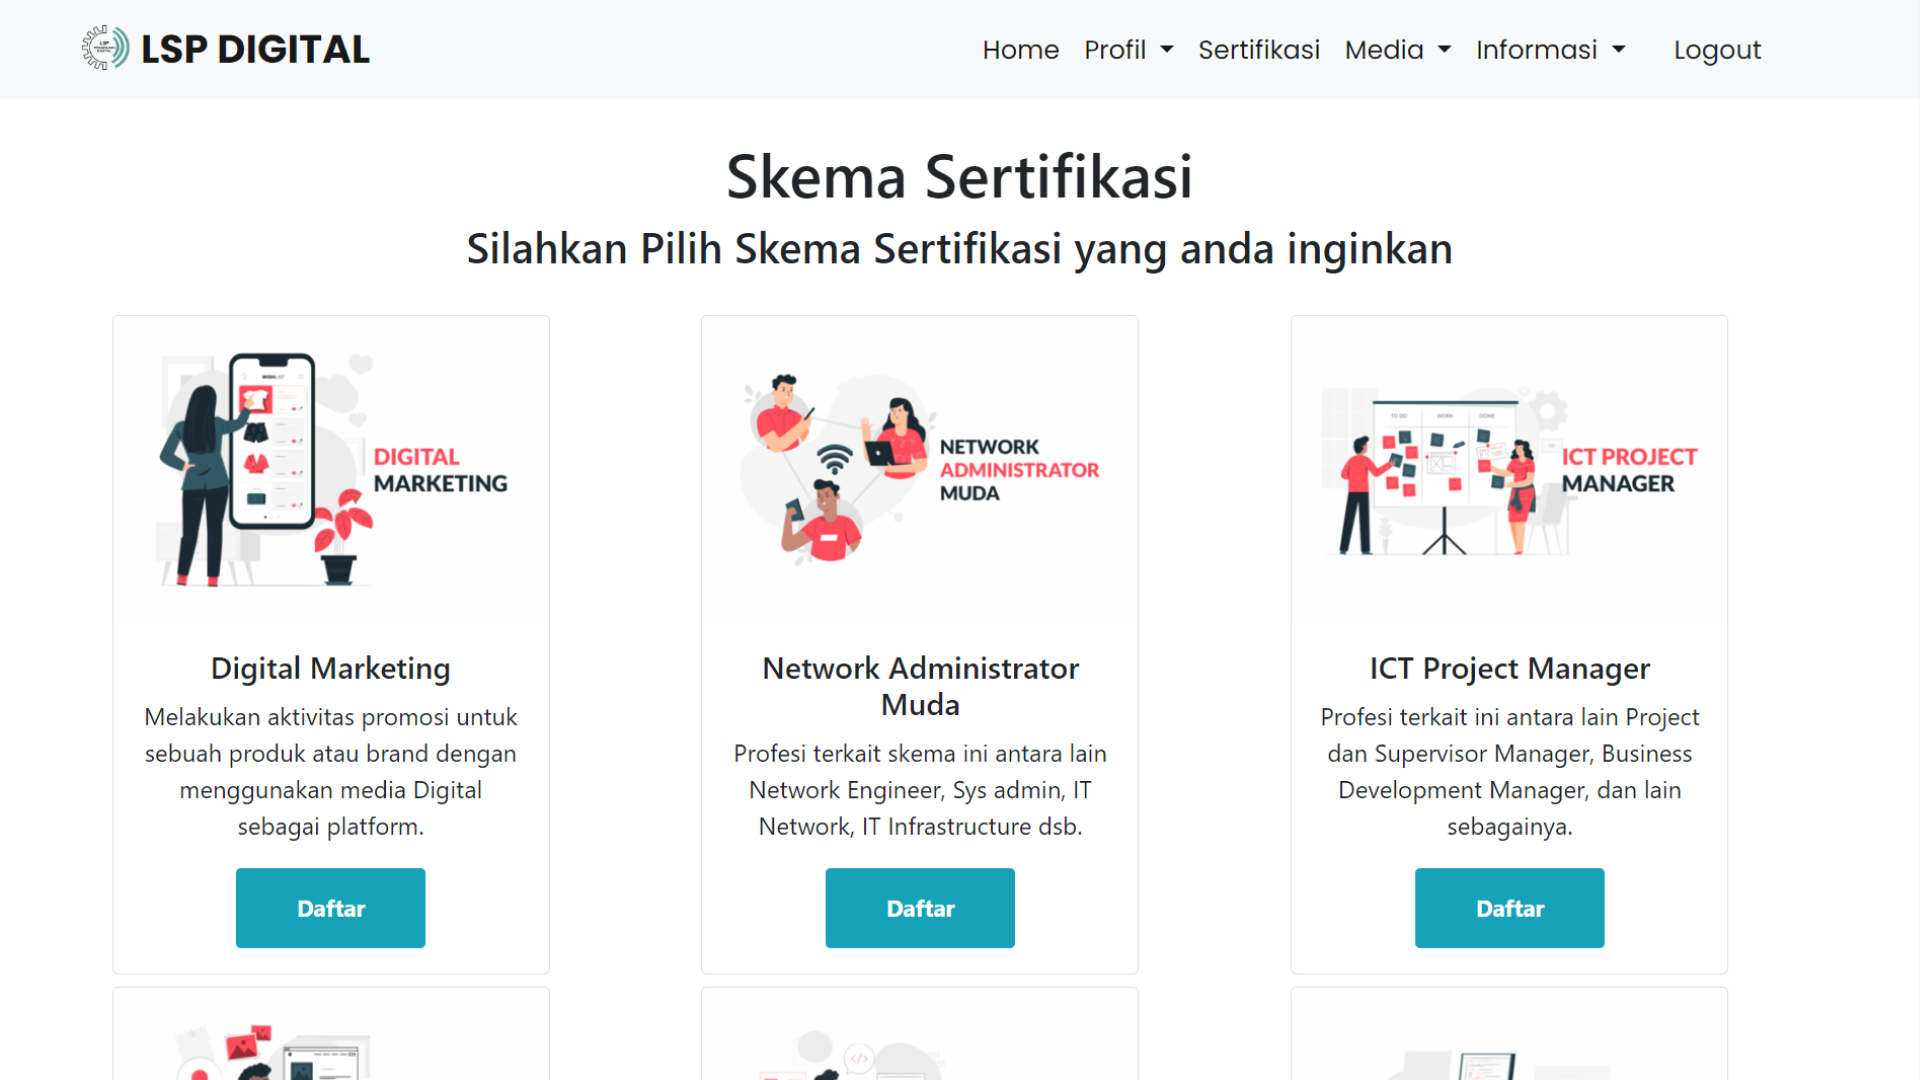 LSP DIGITAL
Home Profil Sertifikasi Media Informasi Logout
Skema Sertifikasi
Silahkan Pilih Skema Sertifikasi yang anda inginkan
DIGITAL
MARKETING
Digital Marketing
Melakukan aktivitas promosi untuk
sebuah produk atau brand dengan
menggunakan media Digital
sebagai platform.
Daftar
NETWORK
ADMINISTRATOR
MUDA
Network Administrator
Muda
Profesi terkait skema ini antara lain
Network Engineer, Sys admin, IT
Network, IT Infrastructure dsb.
Daftar
TO DO WORK DONE
ICT PROJECT
MANAGER
ICT Project Manager
Profesi terkait ini antara lain Project
dan Supervisor Manager, Business
Development Manager, dan lain
sebagainya.
Daftar